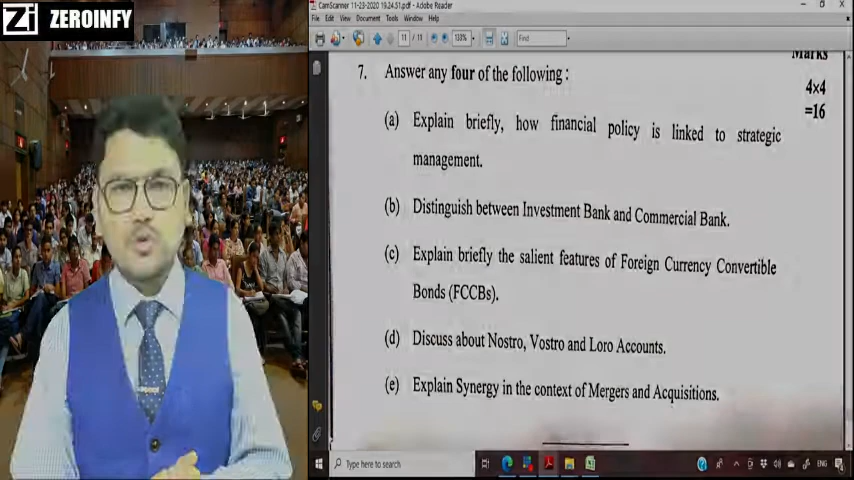 Zi ZEROINFY
CamScanner 11-23-2020 19.24.51.pdf - Adobe Reader
File Edit View Document Tools Window Help
11 / 11 130% Find
Marks
7. Answer any four of the following :
4×4
=16
(a) Explain briefly, how financial policy is linked to strategic
management.
(b) Distinguish between Investment Bank and Commercial Bank.
(c) Explain briefly the salient features of Foreign Currency Convertible
Bonds (FCCBs).
(d) Discuss about Nostro, Vostro and Loro Accounts.
(e) Explain Synergy in the context of Mergers and Acquisitions.
Type here to search
ENG